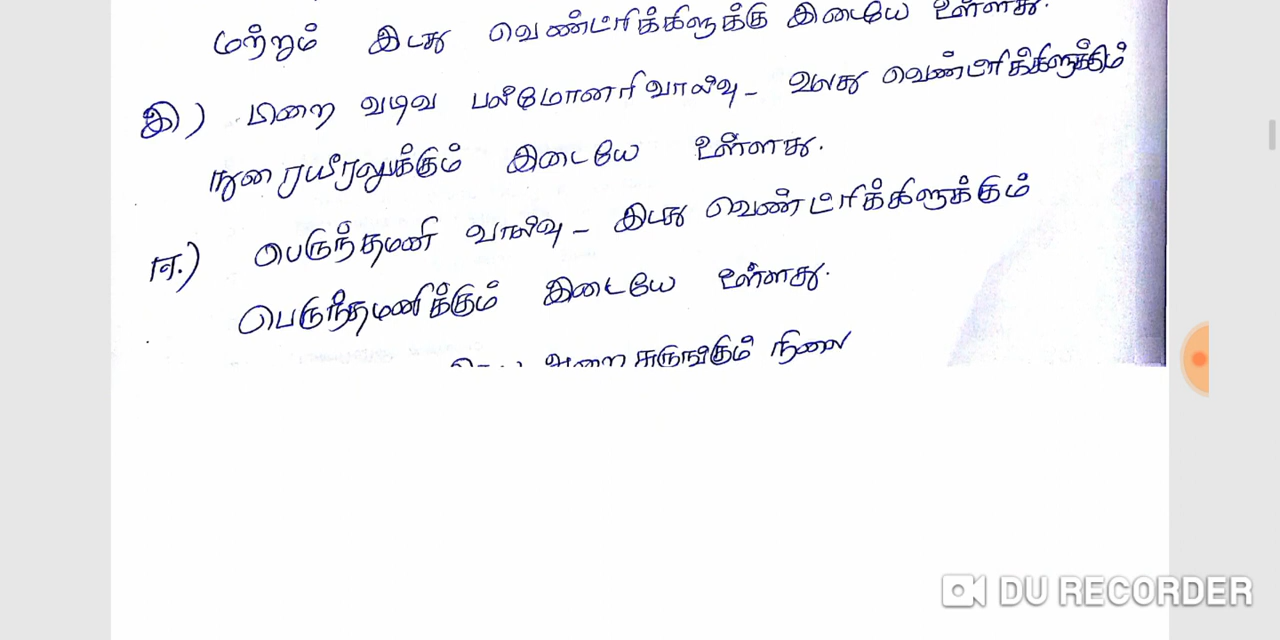 மற்றும் இடது வெண்ட்ரிக்கிளுக்கு இடையே உள்ளது.
இ) பிறை வடிவ பல்மோனரி வால்வு - வலது வெண்ட்ரிக்கிளுக்கும்
நுரையீரலுக்கும் இடையே உள்ளது.
ஈ.) பெருந்தமனி வால்வு - இடது வெண்ட்ரிக்கிளுக்கும்
பெருந்தமனிக்கும் இடையே உள்ளது.
அறை சுருங்கும் நிலை
DU RECORDER